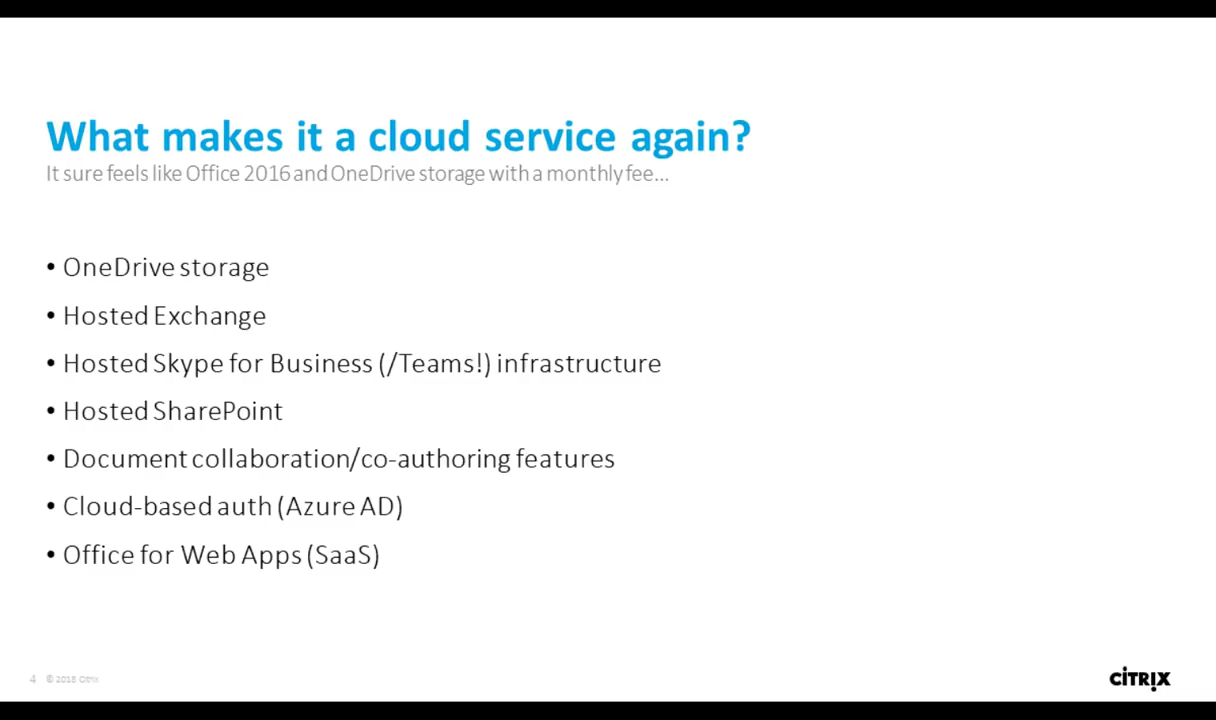 What makes it a cloud service again?
It sure feels like Office 2016 and OneDrive storage with a monthly fee...
• OneDrive storage
• Hosted Exchange
• Hosted Skype for Business (/Teams!) infrastructure
• Hosted SharePoint
• Document collaboration/co-authoring features
• Cloud-based auth (Azure AD)
• Office for Web Apps (SaaS)
4 © 2018 Citrix
CİTRIX